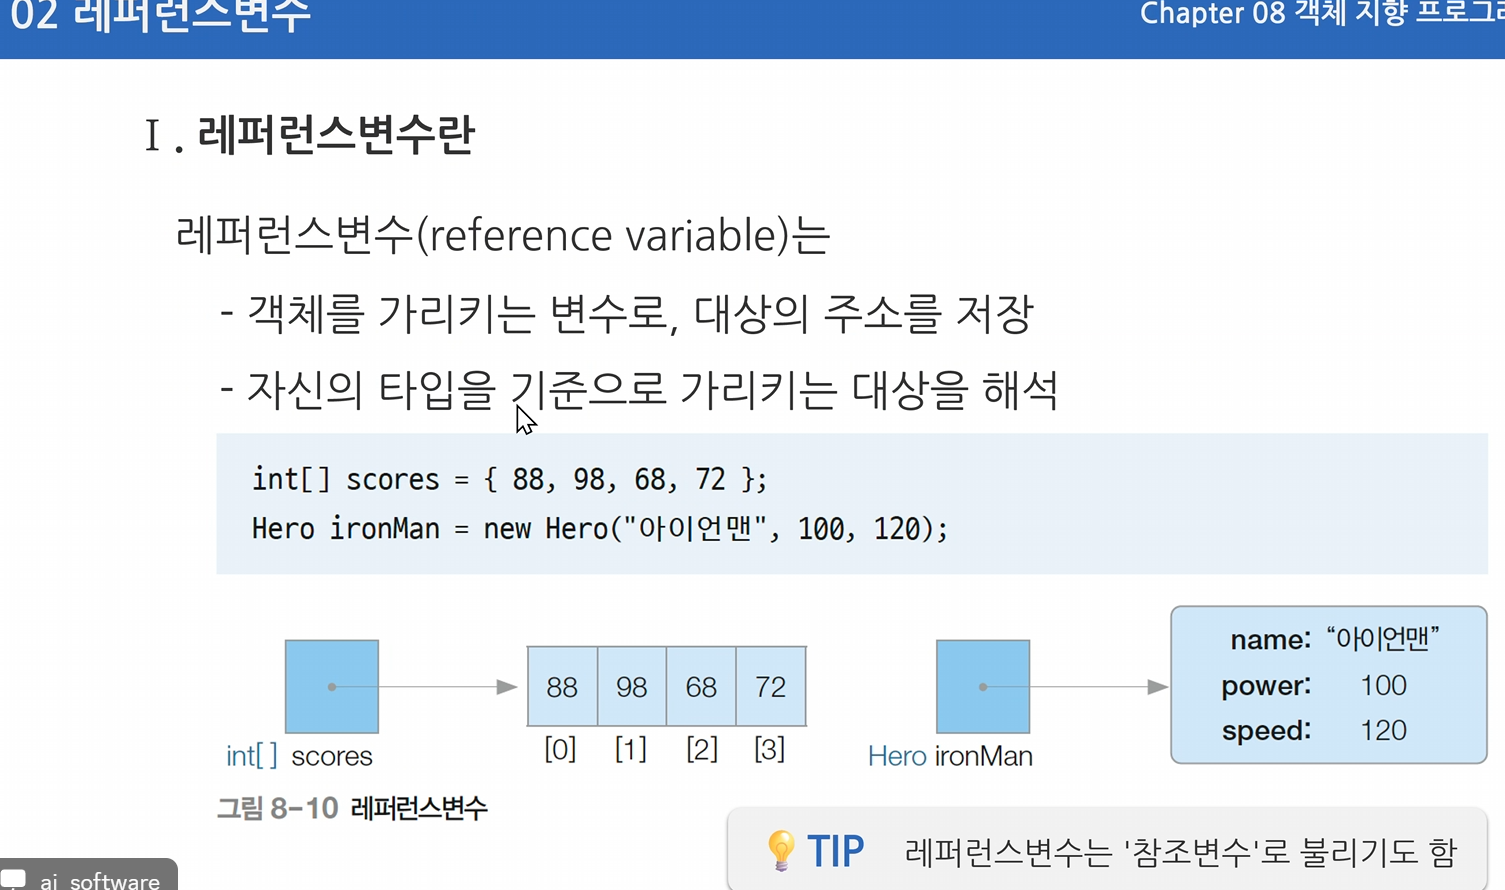 02 레퍼런스변수
Chapter 08 객체 지향 프로그래
Ⅰ. 레퍼런스변수란
레퍼런스변수(reference variable)는
- 객체를 가리키는 변수로, 대상의 주소를 저장
- 자신의 타입을 기준으로 가리키는 대상을 해석
int[] scores = { 88, 98, 68, 72 };
Hero ironMan = new Hero("아이언맨", 100, 120);
88 98 68 72
[0] [1] [2] [3]
int[] scores
name: “아이언맨”
power: 100
speed: 120
Hero ironMan
그림 8-10 레퍼런스변수
TIP 레퍼런스변수는 '참조변수'로 불리기도 함
ai_software